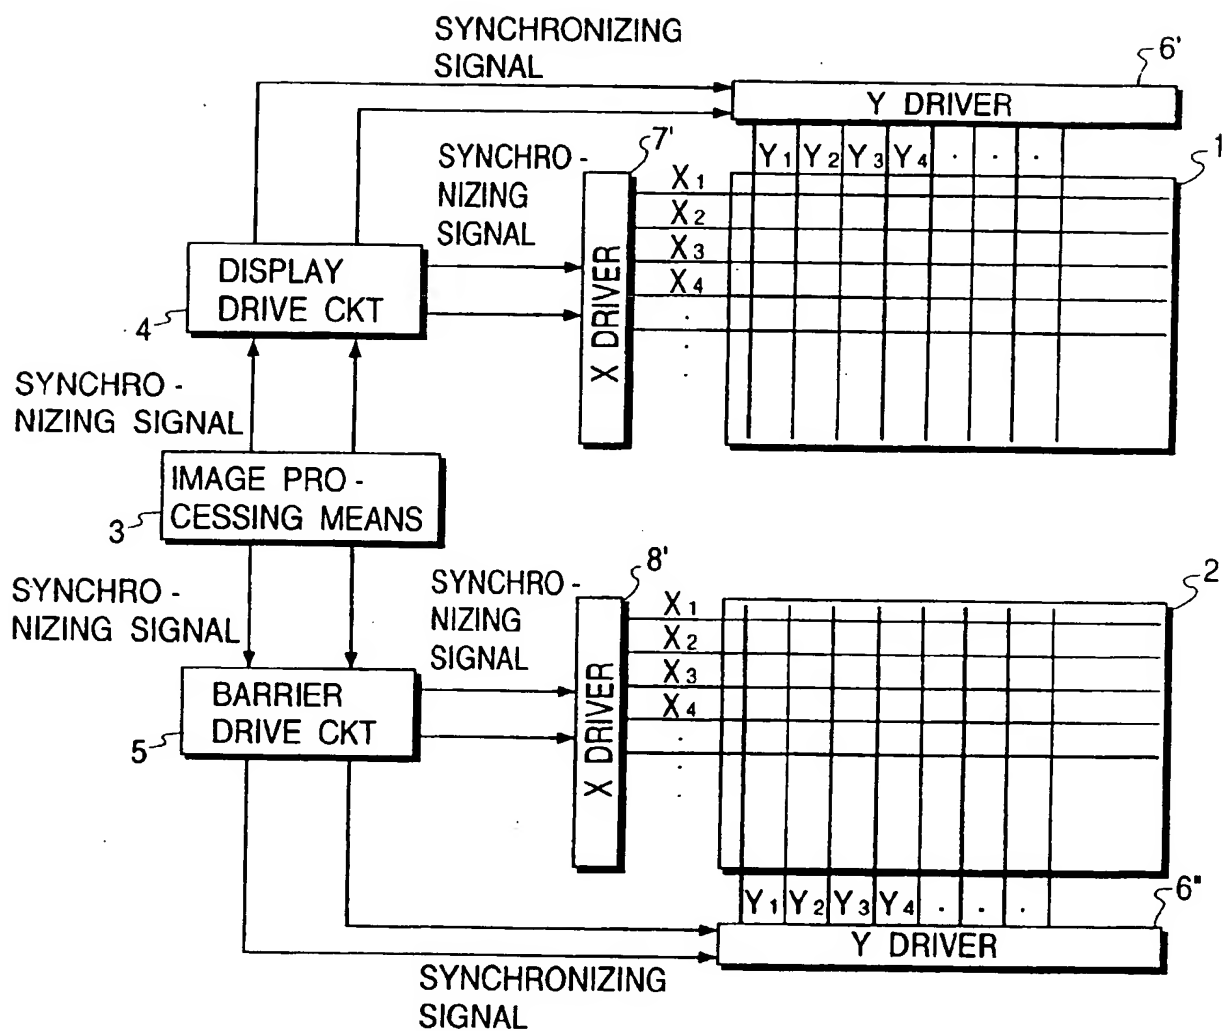 SYNCHRONIZING
SIGNAL
6'
Y DRIVER
Y1 Y2 Y3 Y4 . . .
1
SYNCHRO -
NIZING
SIGNAL
7'
X DRIVER
X1
X2
X3
X4
.
.
DISPLAY
DRIVE CKT
4
SYNCHRO -
NIZING SIGNAL
IMAGE PRO -
CESSING MEANS
3
SYNCHRO -
NIZING SIGNAL
BARRIER
DRIVE CKT
5
SYNCHRO -
NIZING
SIGNAL
8'
X DRIVER
X1
X2
X3
X4
.
.
2
Y1 Y2 Y3 Y4 . . .
6"
Y DRIVER
SYNCHRONIZING
SIGNAL